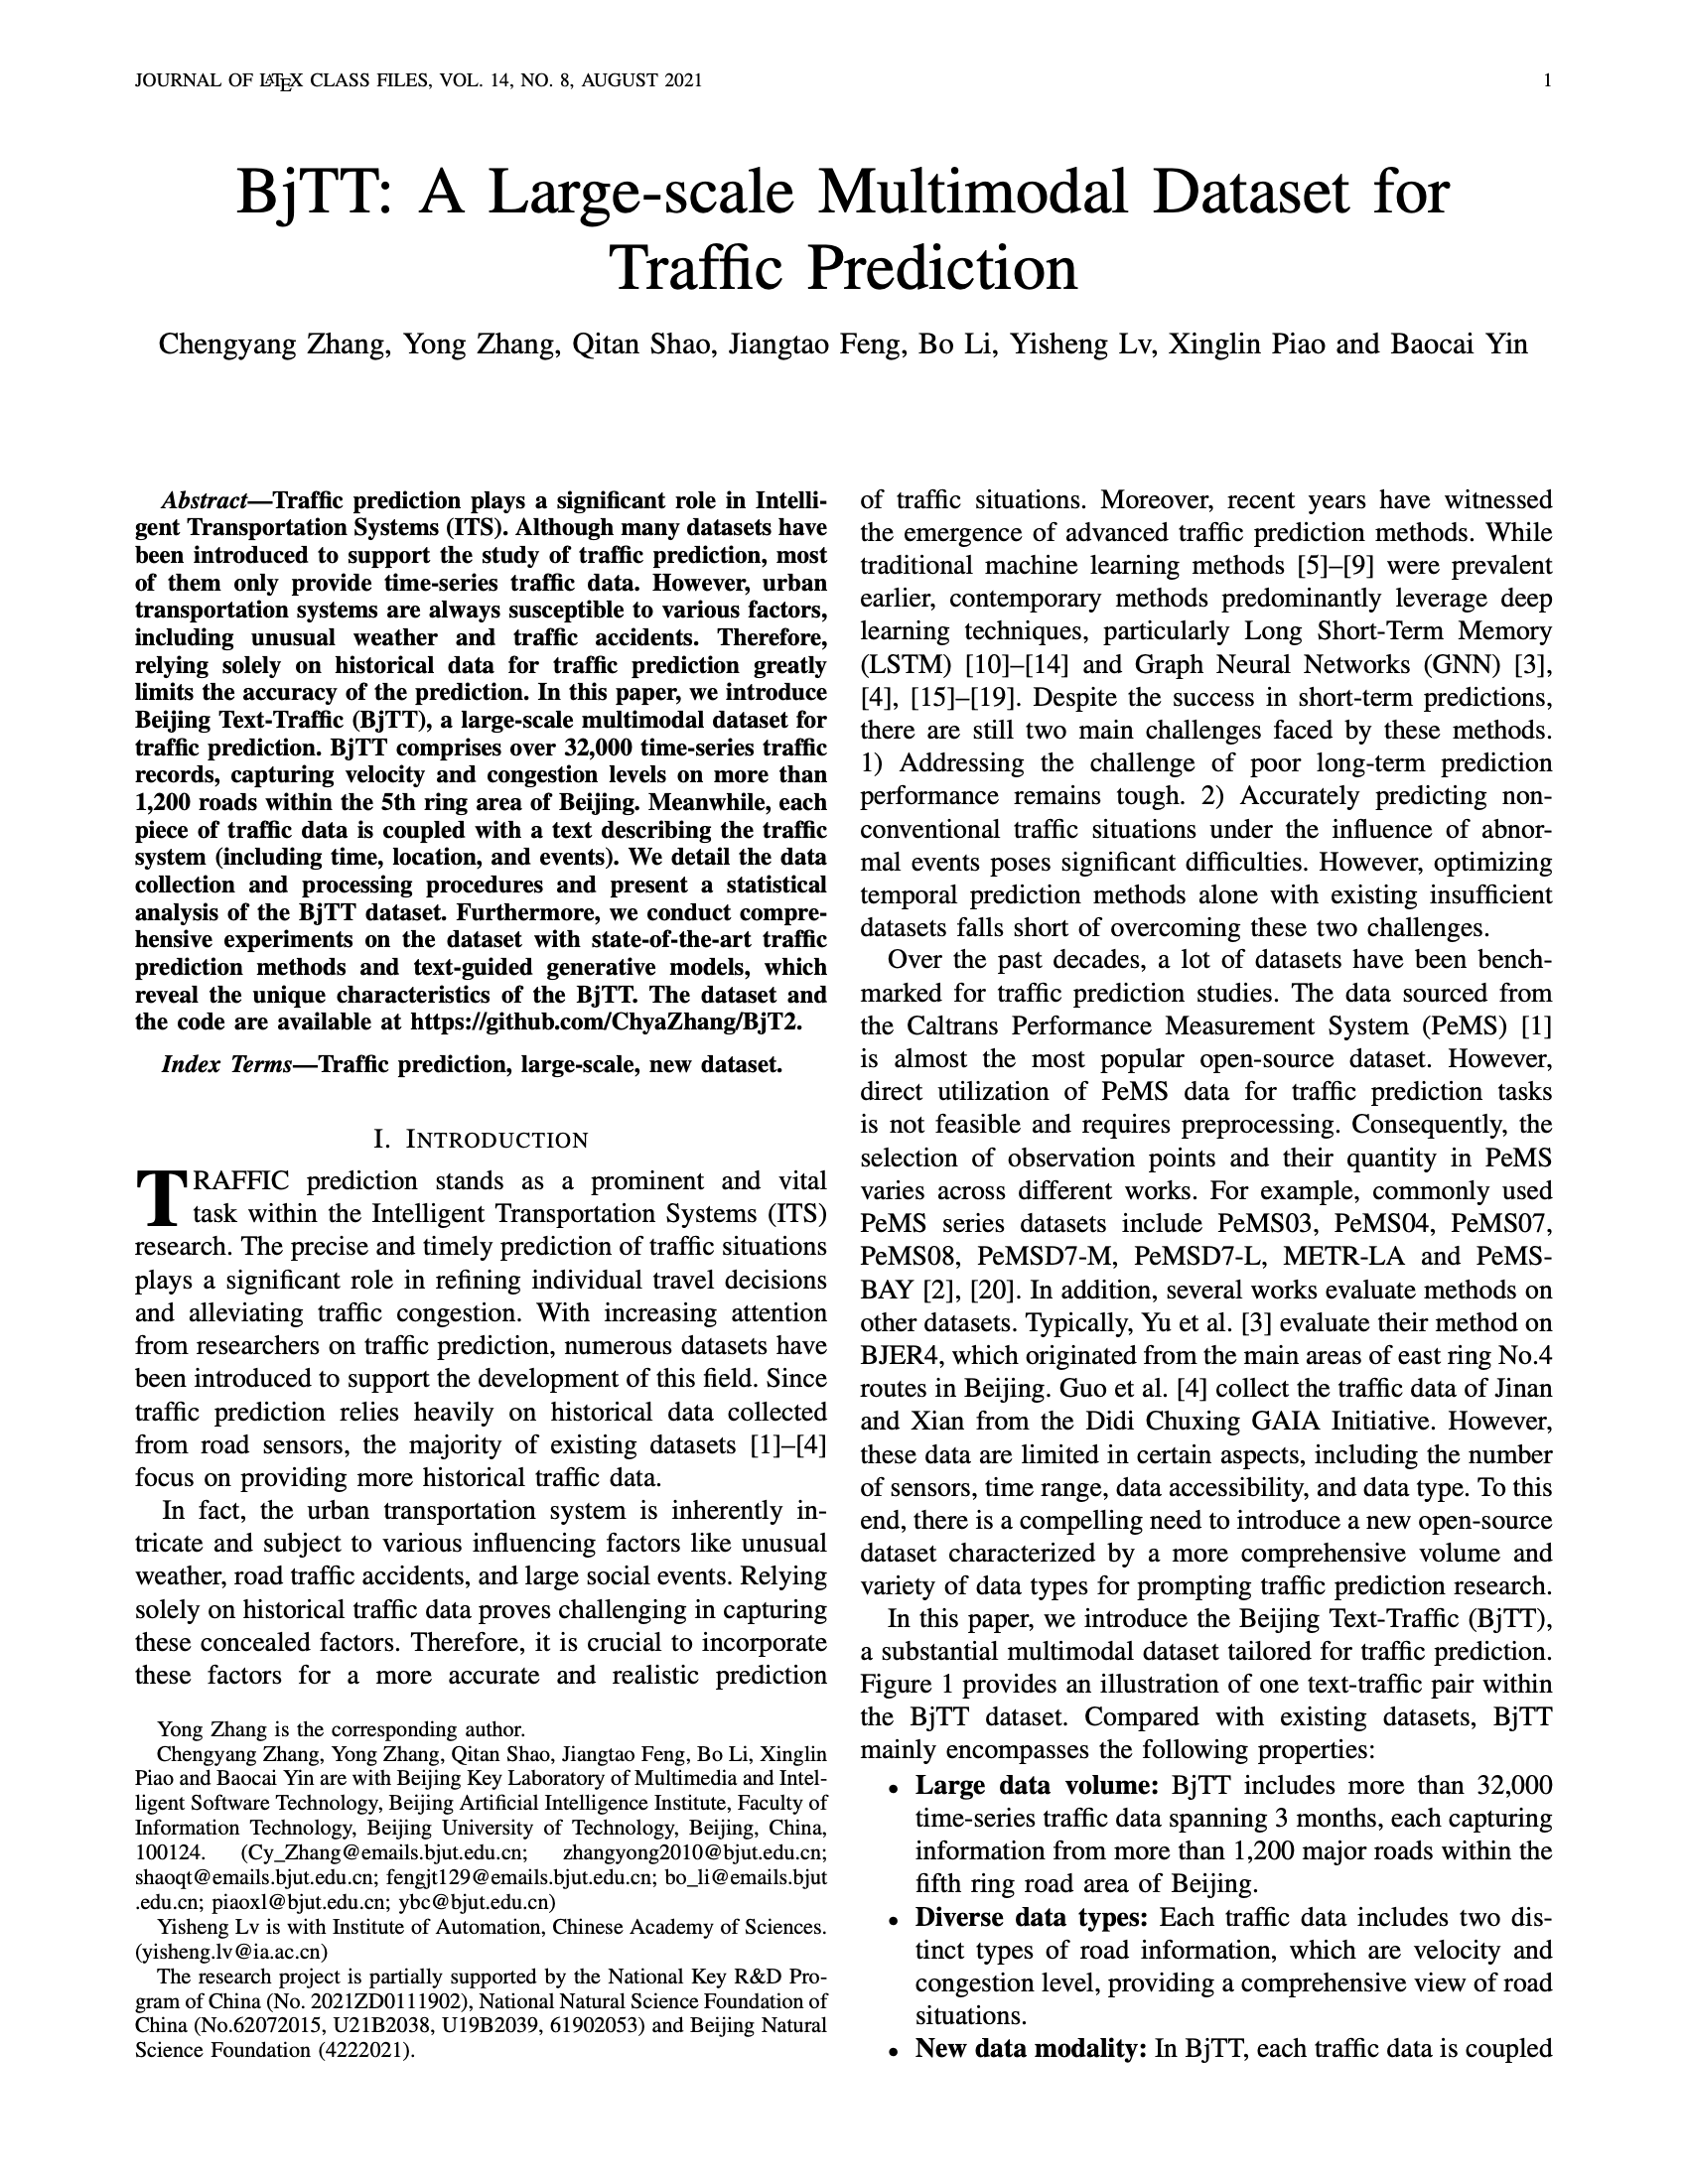 JOURNAL OF LATEX CLASS FILES, VOL. 14, NO. 8, AUGUST 2021 1
BjTT: A Large-scale Multimodal Dataset for
Traffic Prediction
Chengyang Zhang, Yong Zhang, Qitan Shao, Jiangtao Feng, Bo Li, Yisheng Lv, Xinglin Piao and Baocai Yin
Abstract—Traffic prediction plays a significant role in Intelli-
gent Transportation Systems (ITS). Although many datasets have
been introduced to support the study of traffic prediction, most
of them only provide time-series traffic data. However, urban
transportation systems are always susceptible to various factors,
including unusual weather and traffic accidents. Therefore,
relying solely on historical data for traffic prediction greatly
limits the accuracy of the prediction. In this paper, we introduce
Beijing Text-Traffic (BjTT), a large-scale multimodal dataset for
traffic prediction. BjTT comprises over 32,000 time-series traffic
records, capturing velocity and congestion levels on more than
1,200 roads within the 5th ring area of Beijing. Meanwhile, each
piece of traffic data is coupled with a text describing the traffic
system (including time, location, and events). We detail the data
collection and processing procedures and present a statistical
analysis of the BjTT dataset. Furthermore, we conduct compre-
hensive experiments on the dataset with state-of-the-art traffic
prediction methods and text-guided generative models, which
reveal the unique characteristics of the BjTT. The dataset and
the code are available at https://github.com/ChyaZhang/BjT2.
Index Terms—Traffic prediction, large-scale, new dataset.
I. INTRODUCTION
TRAFFIC prediction stands as a prominent and vital
task within the Intelligent Transportation Systems (ITS)
research. The precise and timely prediction of traffic situations
plays a significant role in refining individual travel decisions
and alleviating traffic congestion. With increasing attention
from researchers on traffic prediction, numerous datasets have
been introduced to support the development of this field. Since
traffic prediction relies heavily on historical data collected
from road sensors, the majority of existing datasets [1]–[4]
focus on providing more historical traffic data.
In fact, the urban transportation system is inherently in-
tricate and subject to various influencing factors like unusual
weather, road traffic accidents, and large social events. Relying
solely on historical traffic data proves challenging in capturing
these concealed factors. Therefore, it is crucial to incorporate
these factors for a more accurate and realistic prediction
Yong Zhang is the corresponding author.
Chengyang Zhang, Yong Zhang, Qitan Shao, Jiangtao Feng, Bo Li, Xinglin
Piao and Baocai Yin are with Beijing Key Laboratory of Multimedia and Intel-
ligent Software Technology, Beijing Artificial Intelligence Institute, Faculty of
Information Technology, Beijing University of Technology, Beijing, China,
100124. (Cy_Zhang@emails.bjut.edu.cn; zhangyong2010@bjut.edu.cn;
shaoqt@emails.bjut.edu.cn; fengjt129@emails.bjut.edu.cn; bo_li@emails.bjut
.edu.cn; piaoxl@bjut.edu.cn; ybc@bjut.edu.cn)
Yisheng Lv is with Institute of Automation, Chinese Academy of Sciences.
(yisheng.lv@ia.ac.cn)
The research project is partially supported by the National Key R&D Pro-
gram of China (No. 2021ZD0111902), National Natural Science Foundation of
China (No.62072015, U21B2038, U19B2039, 61902053) and Beijing Natural
Science Foundation (4222021).
of traffic situations. Moreover, recent years have witnessed
the emergence of advanced traffic prediction methods. While
traditional machine learning methods [5]–[9] were prevalent
earlier, contemporary methods predominantly leverage deep
learning techniques, particularly Long Short-Term Memory
(LSTM) [10]–[14] and Graph Neural Networks (GNN) [3],
[4], [15]–[19]. Despite the success in short-term predictions,
there are still two main challenges faced by these methods.
1) Addressing the challenge of poor long-term prediction
performance remains tough. 2) Accurately predicting non-
conventional traffic situations under the influence of abnor-
mal events poses significant difficulties. However, optimizing
temporal prediction methods alone with existing insufficient
datasets falls short of overcoming these two challenges.
Over the past decades, a lot of datasets have been bench-
marked for traffic prediction studies. The data sourced from
the Caltrans Performance Measurement System (PeMS) [1]
is almost the most popular open-source dataset. However,
direct utilization of PeMS data for traffic prediction tasks
is not feasible and requires preprocessing. Consequently, the
selection of observation points and their quantity in PeMS
varies across different works. For example, commonly used
PeMS series datasets include PeMS03, PeMS04, PeMS07,
PeMS08, PeMSD7-M, PeMSD7-L, METR-LA and PeMS-
BAY [2], [20]. In addition, several works evaluate methods on
other datasets. Typically, Yu et al. [3] evaluate their method on
BJER4, which originated from the main areas of east ring No.4
routes in Beijing. Guo et al. [4] collect the traffic data of Jinan
and Xian from the Didi Chuxing GAIA Initiative. However,
these data are limited in certain aspects, including the number
of sensors, time range, data accessibility, and data type. To this
end, there is a compelling need to introduce a new open-source
dataset characterized by a more comprehensive volume and
variety of data types for prompting traffic prediction research.
In this paper, we introduce the Beijing Text-Traffic (BjTT),
a substantial multimodal dataset tailored for traffic prediction.
Figure 1 provides an illustration of one text-traffic pair within
the BjTT dataset. Compared with existing datasets, BjTT
mainly encompasses the following properties:
• Large data volume: BjTT includes more than 32,000
time-series traffic data spanning 3 months, each capturing
information from more than 1,200 major roads within the
fifth ring road area of Beijing.
• Diverse data types: Each traffic data includes two dis-
tinct types of road information, which are velocity and
congestion level, providing a comprehensive view of road
situations.
• New data modality: In BjTT, each traffic data is coupled